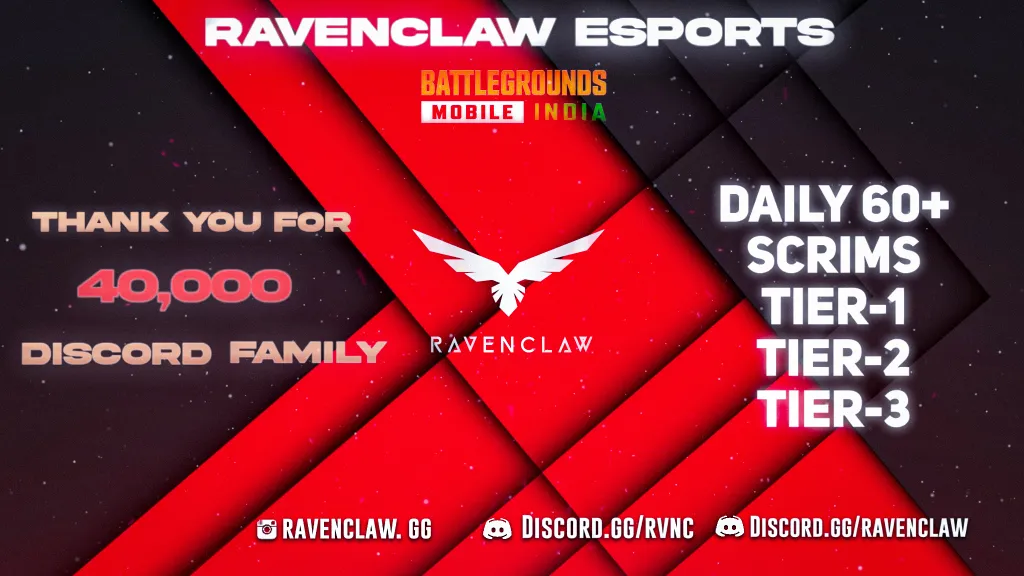 RAVENCLAW ESPORTS
BATTLEGROUNDS
MOBILE INDIA
THANK YOU FOR
40,000
DISCORD FAMILY
RAVENCLAW
DAILY 60+
SCRIMS
TIER-1
TIER-2
TIER-3
RAVENCLAW. GG
DISCORD.GG/RVNC
DISCORD.GG/RAVENCLAW